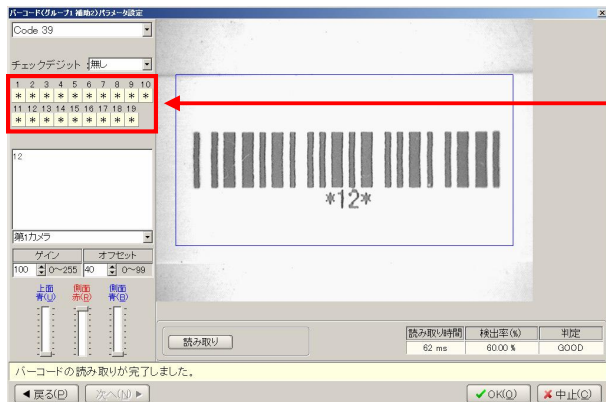 バーコード(グループ1 補助2)パラメータ設定
Code 39
チェックデジット：無し
1 2 3 4 5 6 7 8 9 10
* * * * * * * * * *
11 12 13 14 15 16 17 18 19
* * * * * * * * *
12
*12*
第1カメラ
ゲイン オフセット
100 0～255 40 0～99
上面 側面 側面
青(U) 赤(R) 青(B)
読み取り
読み取り時間 検出率(%) 判定
62 ms 60.00 % GOOD
バーコードの読み取りが完了しました。
◀戻る(P) 次へ(N)▶ ✔OK(O) ✖中止(C)